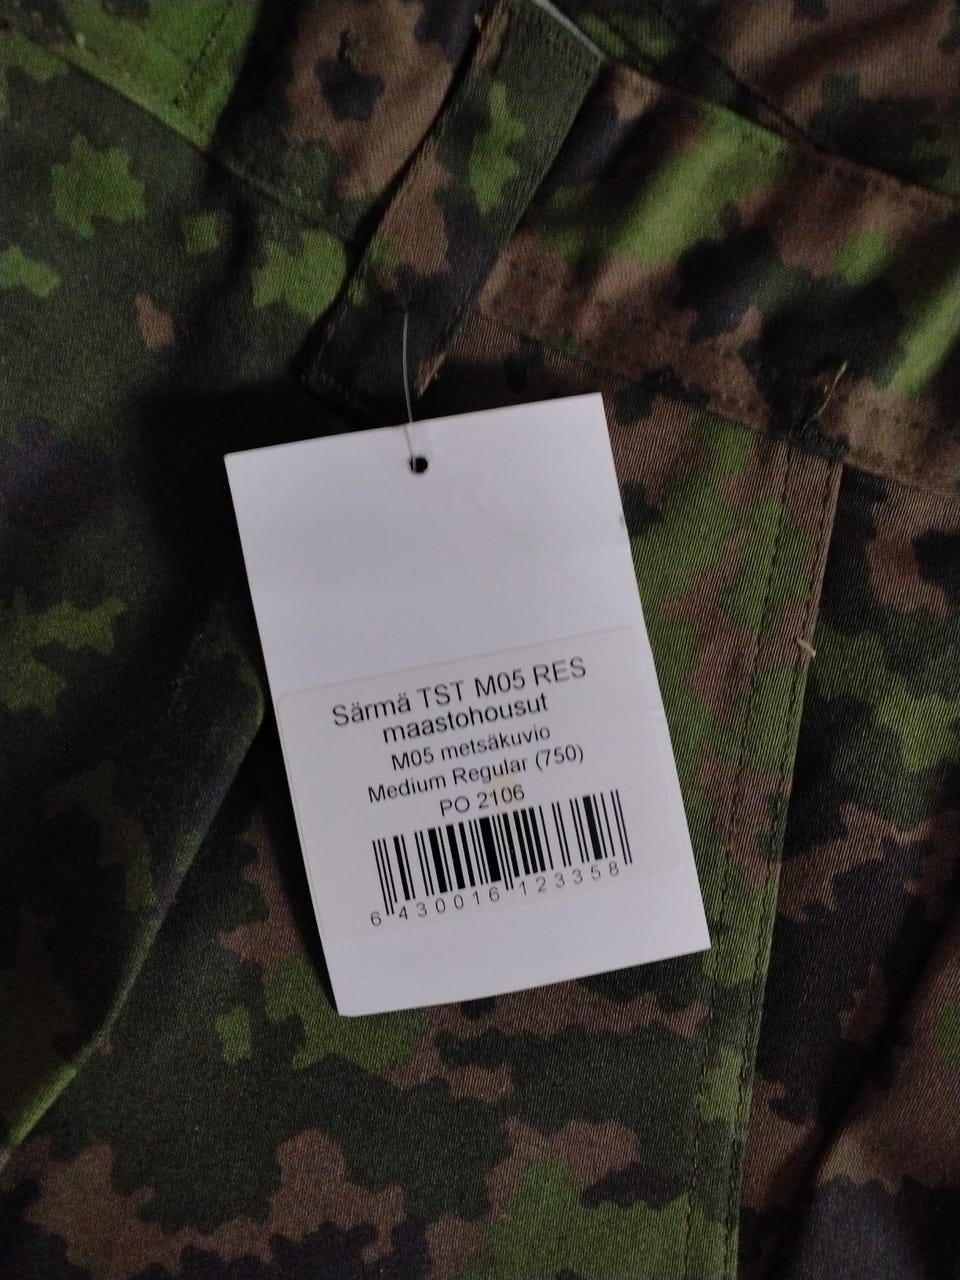 Särmä TST M05 RES
maastohousut
M05 metsäkuvio
Medium Regular (750)
PO 2106
6 430016 123358